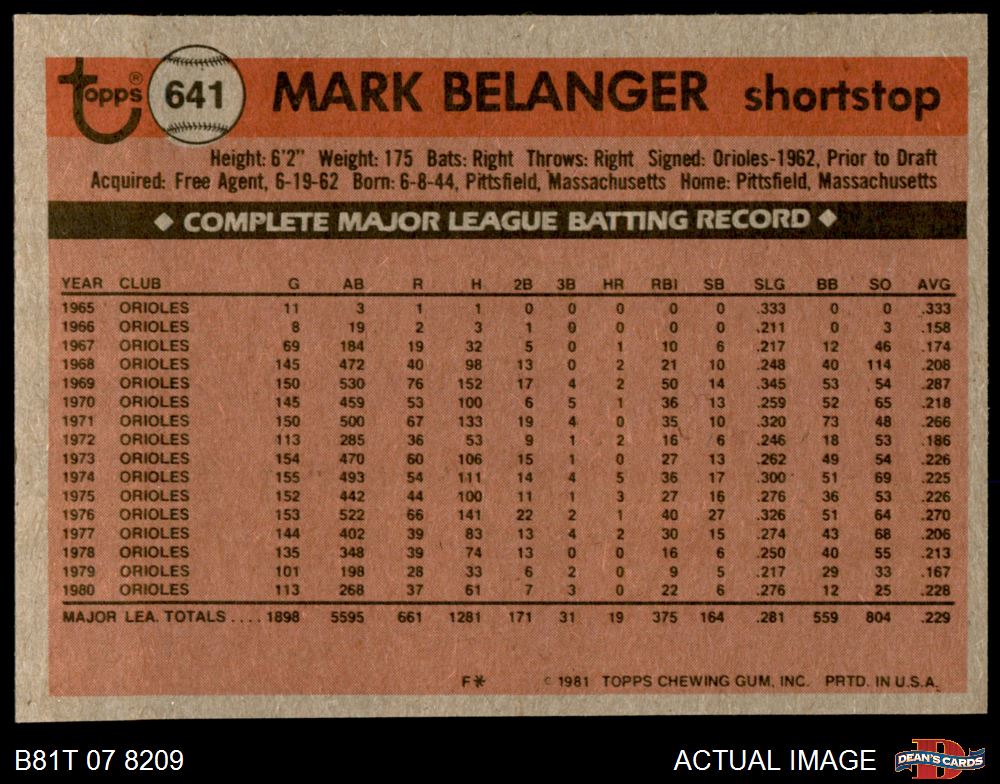 topps® 641 MARK BELANGER shortstop
Height: 6'2" Weight: 175 Bats: Right Throws: Right Signed: Orioles-1962, Prior to Draft
Acquired: Free Agent, 6-19-62 Born: 6-8-44, Pittsfield, Massachusetts Home: Pittsfield, Massachusetts
◆ COMPLETE MAJOR LEAGUE BATTING RECORD ◆
YEAR CLUB G AB R H 2B 3B HR RBI SB SLG BB SO AVG
1965 ORIOLES 11 3 1 1 0 0 0 0 0 .333 0 0 .333
1966 ORIOLES 8 19 2 3 1 0 0 0 0 .211 0 3 .158
1967 ORIOLES 69 184 19 32 5 0 1 10 6 .217 12 46 .174
1968 ORIOLES 145 472 40 98 13 0 2 21 10 .248 40 114 .208
1969 ORIOLES 150 530 76 152 17 4 2 50 14 .345 53 54 .287
1970 ORIOLES 145 459 53 100 6 5 1 36 13 .259 52 65 .218
1971 ORIOLES 150 500 67 133 19 4 0 35 10 .320 73 48 .266
1972 ORIOLES 113 285 36 53 9 1 2 16 6 .246 18 53 .186
1973 ORIOLES 154 470 60 106 15 1 0 27 13 .262 49 54 .226
1974 ORIOLES 155 493 54 111 14 4 5 36 17 .300 51 69 .225
1975 ORIOLES 152 442 44 100 11 1 3 27 16 .276 36 53 .226
1976 ORIOLES 153 522 66 141 22 2 1 40 27 .326 51 64 .270
1977 ORIOLES 144 402 39 83 13 4 2 30 15 .274 43 68 .206
1978 ORIOLES 135 348 39 74 13 0 0 16 6 .250 40 55 .213
1979 ORIOLES 101 198 28 33 6 2 0 9 5 .217 29 33 .167
1980 ORIOLES 113 268 37 61 7 3 0 22 6 .276 12 25 .228
MAJOR LEA. TOTALS .... 1898 5595 661 1281 171 31 19 375 164 .281 559 804 .229
F* © 1981 TOPPS CHEWING GUM, INC. PRTD. IN U.S.A.
B81T 07 8209 ACTUAL IMAGE D DEAN'S CARDS